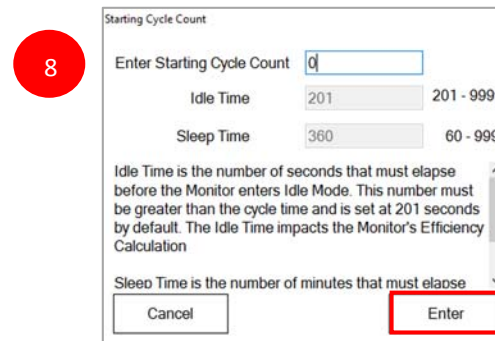 Starting Cycle Count
8
Enter Starting Cycle Count 0
Idle Time 201 201 - 999
Sleep Time 360 60 - 999
Idle Time is the number of seconds that must elapse
before the Monitor enters Idle Mode. This number must
be greater than the cycle time and is set at 201 seconds
by default. The Idle Time impacts the Monitor's Efficiency
Calculation
Sleep Time is the number of minutes that must elapse
Cancel Enter